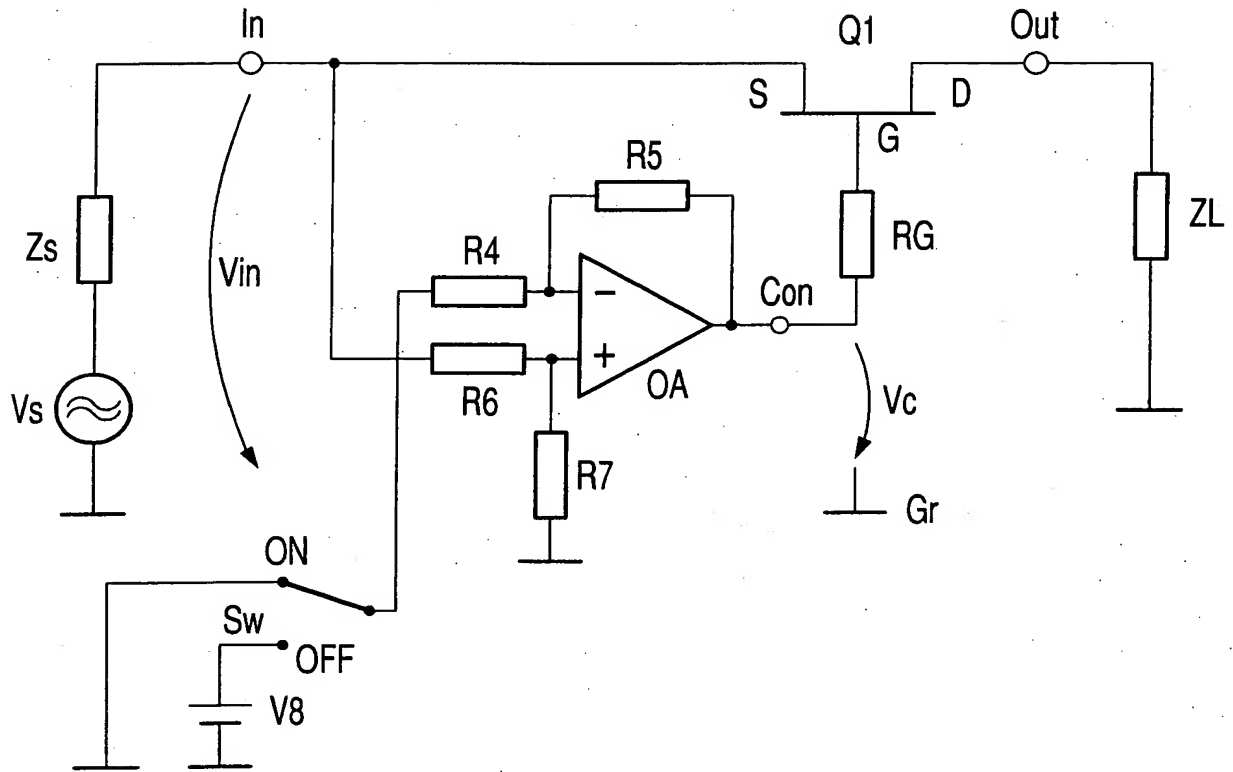 In
Q1
Out
S
D
G
R5
Zs
Vin
R4
RG
ZL
Con
−
+
R6
OA
Vs
Vc
R7
Gr
ON
Sw
OFF
V8